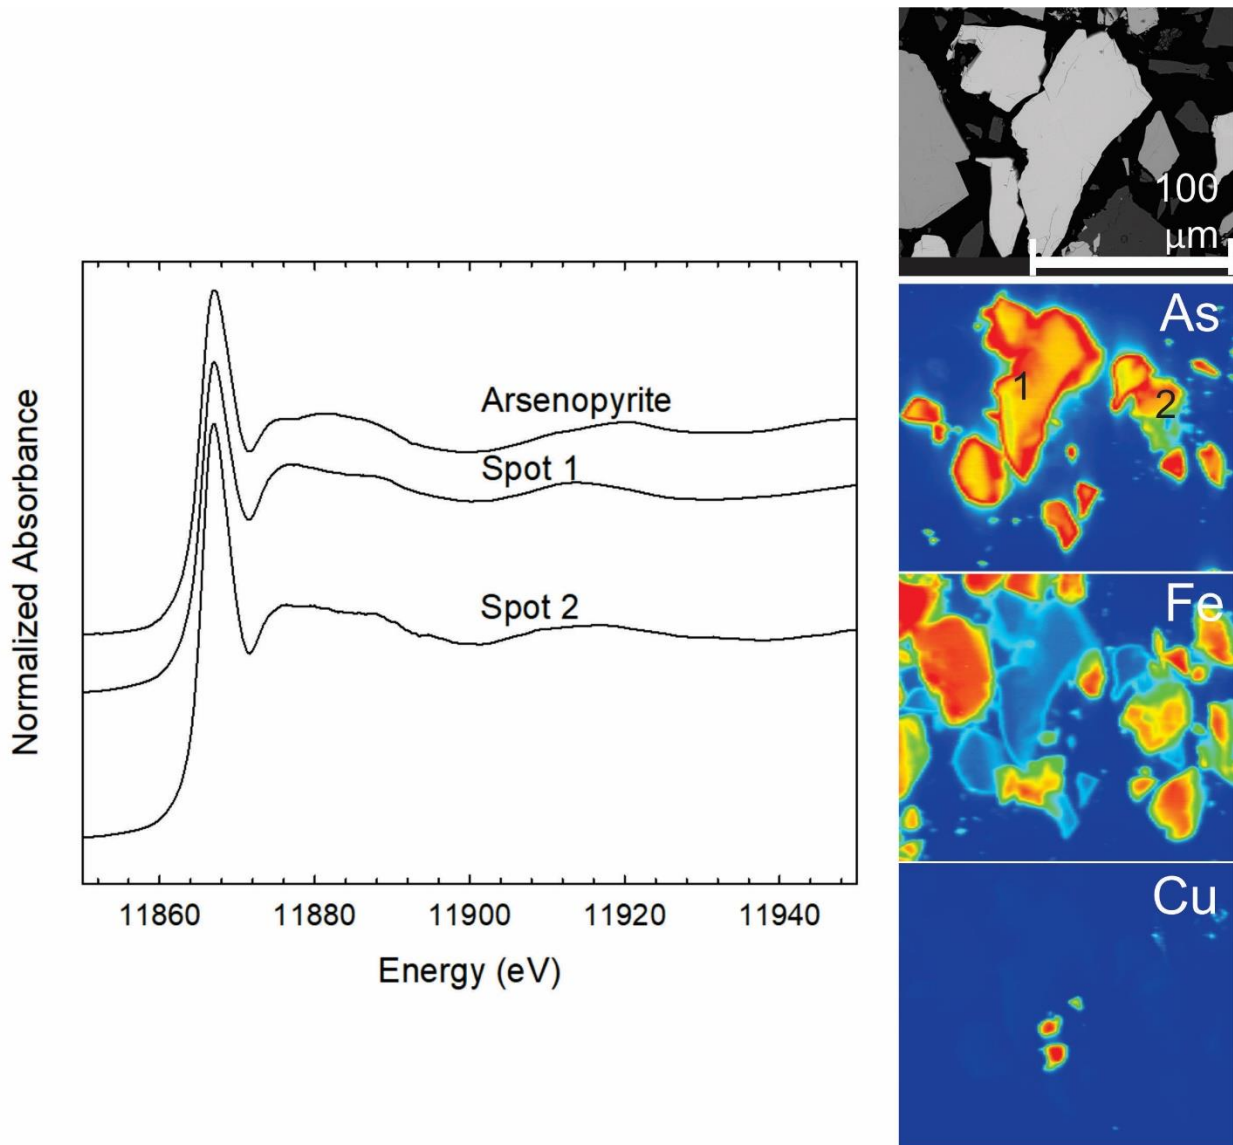 100
μm
As
1
2
Fe
Cu
Arsenopyrite
Spot 1
Spot 2
Normalized Absorbance
11860 11880 11900 11920 11940
Energy (eV)